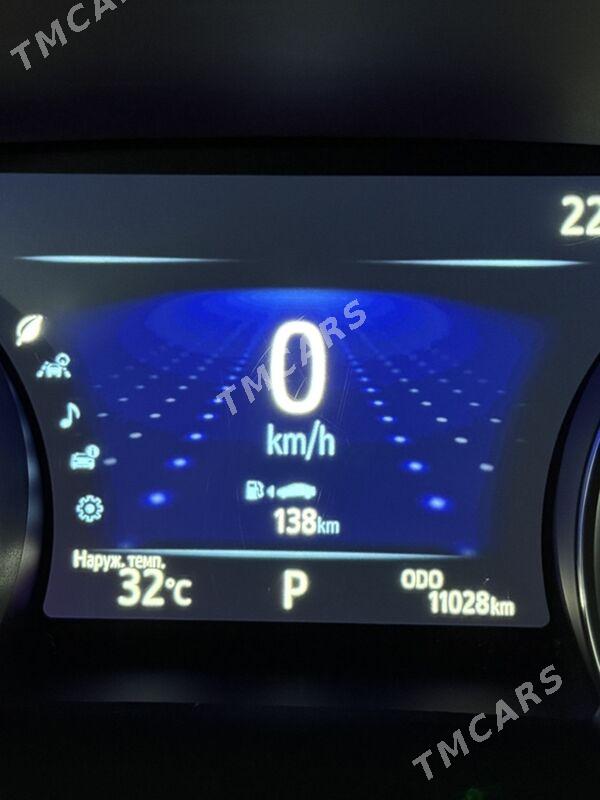 TMCARS
22
0
TMCARS
km/h
138km
Наруж. темп.
32°C
P
ODO
11028km
TMCARS